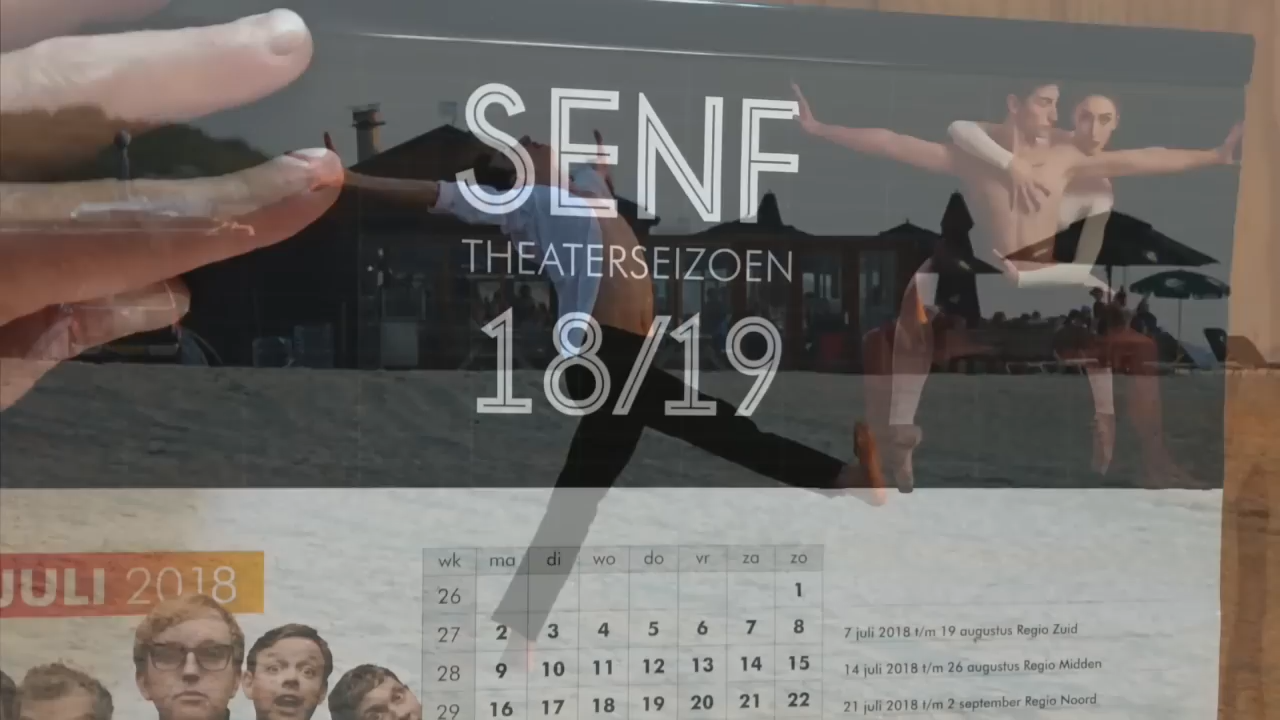 SENF
THEATERSEIZOEN
18/19
JULI 2018
wk ma di wo do vr za zo
26 1
27 2 3 4 5 6 7 8 7 juli 2018 t/m 19 augustus Regio Zuid
28 9 10 11 12 13 14 15 14 juli 2018 t/m 26 augustus Regio Midden
29 16 17 18 19 20 21 22 21 juli 2018 t/m 2 september Regio Noord